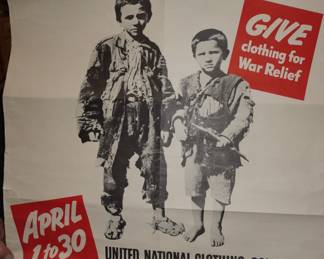 GIVE
clothing for
War Relief
APRIL
1 to 30
UNITED NATIONAL CLOTHING